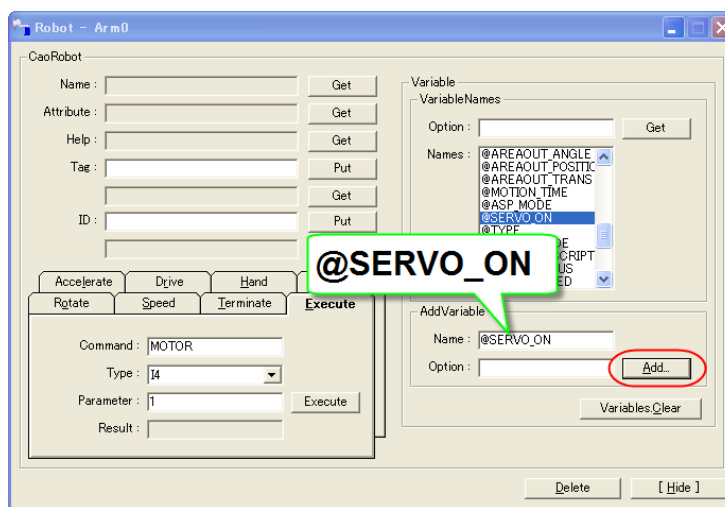 Robot - Arm0
CaoRobot
Name :
Get
Attribute :
Get
Help :
Get
Tag :
Put
Get
ID :
Put
Accelerate
Drive
Hand
Rotate
Speed
Terminate
Execute
Command :
MOTOR
Type :
I4
Parameter :
1
Execute
Result :
Variable
VariableNames
Option :
Get
Names :
@AREAOUT_ANGLE
@AREAOUT_POSITIO
@AREAOUT_TRANS
@MOTION_TIME
@ASP_MODE
@SERVO_ON
@TYPE
@SERVO_ON
AddVariable
Name :
@SERVO_ON
Option :
Add...
Variables.Clear
Delete
[ Hide ]